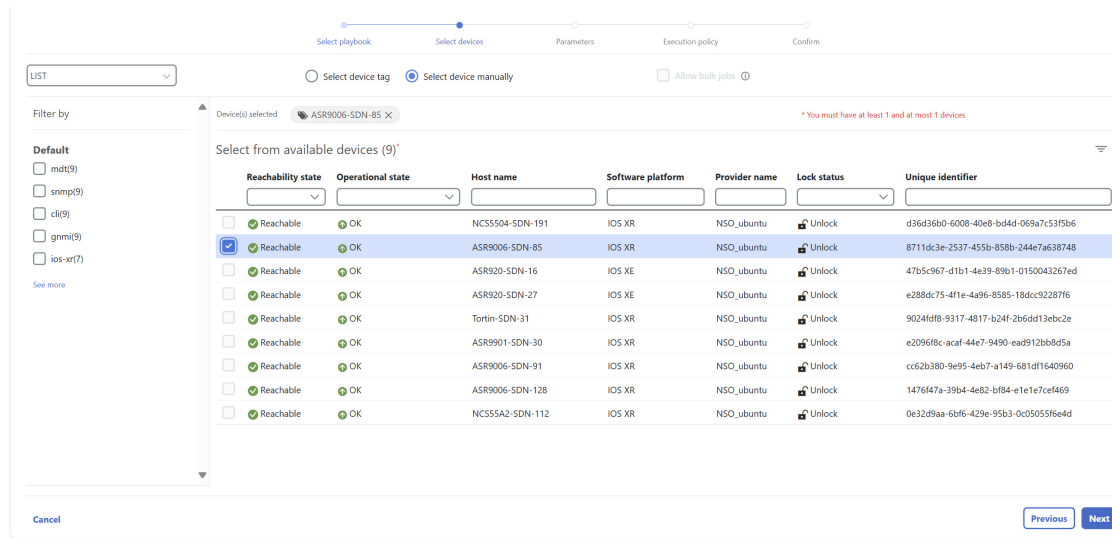 Select playbook Select devices Parameters Execution policy Confirm
LIST Select device tag Select device manually Allow bulk jobs
Filter by
Default
mdt(9)
snmp(9)
cli(9)
gnmi(9)
ios-xr(7)
See more
Device(s) selected ASR9006-SDN-85 * You must have at least 1 and at most 1 devices
Select from available devices (9)*
Reachability state Operational state Host name Software platform Provider name Lock status Unique identifier
Reachable OK NCS5504-SDN-191 IOS XR NSO_ubuntu Unlock d36d36b0-6008-40e8-bd4d-069a7c53f5b6
Reachable OK ASR9006-SDN-85 IOS XR NSO_ubuntu Unlock 8711dc3e-2537-455b-858b-244e7a638748
Reachable OK ASR920-SDN-16 IOS XE NSO_ubuntu Unlock 47b5c967-d1b1-4e39-89b1-0150043267ed
Reachable OK ASR920-SDN-27 IOS XE NSO_ubuntu Unlock e288dc75-4f1e-4a96-8585-18dcc92287f6
Reachable OK Tortin-SDN-31 IOS XR NSO_ubuntu Unlock 9024fdf8-9317-4817-b24f-2b6dd13ebc2e
Reachable OK ASR9901-SDN-30 IOS XR NSO_ubuntu Unlock e2096f8c-acaf-44e7-9490-ead912bb8d5a
Reachable OK ASR9006-SDN-91 IOS XR NSO_ubuntu Unlock cc62b380-9e95-4eb7-a149-681df1640960
Reachable OK ASR9006-SDN-128 IOS XR NSO_ubuntu Unlock 1476f47a-39b4-4e82-bf84-e1e1e7cef469
Reachable OK NCS55A2-SDN-112 IOS XR NSO_ubuntu Unlock 0e32d9aa-6bf6-429e-95b3-0c05055f6e4d
Cancel Previous Next